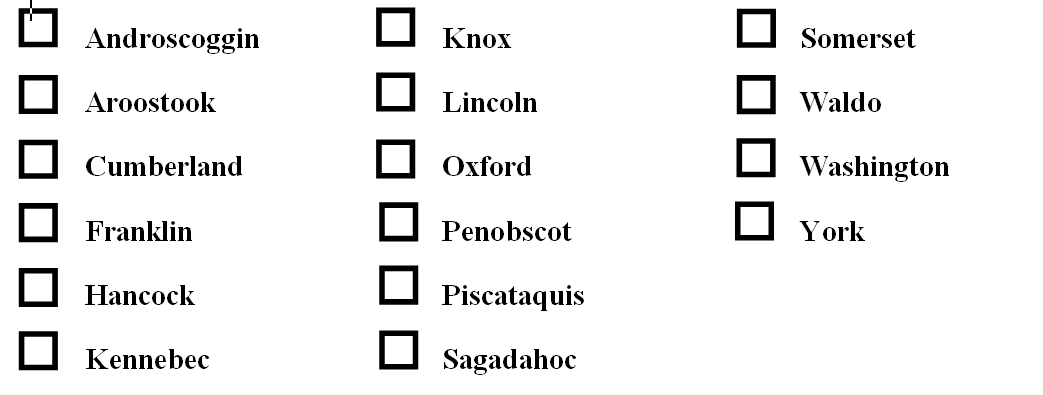 Androscoggin
Aroostook
Cumberland
Franklin
Hancock
Kennebec
Knox
Lincoln
Oxford
Penobscot
Piscataquis
Sagadahoc
Somerset
Waldo
Washington
York